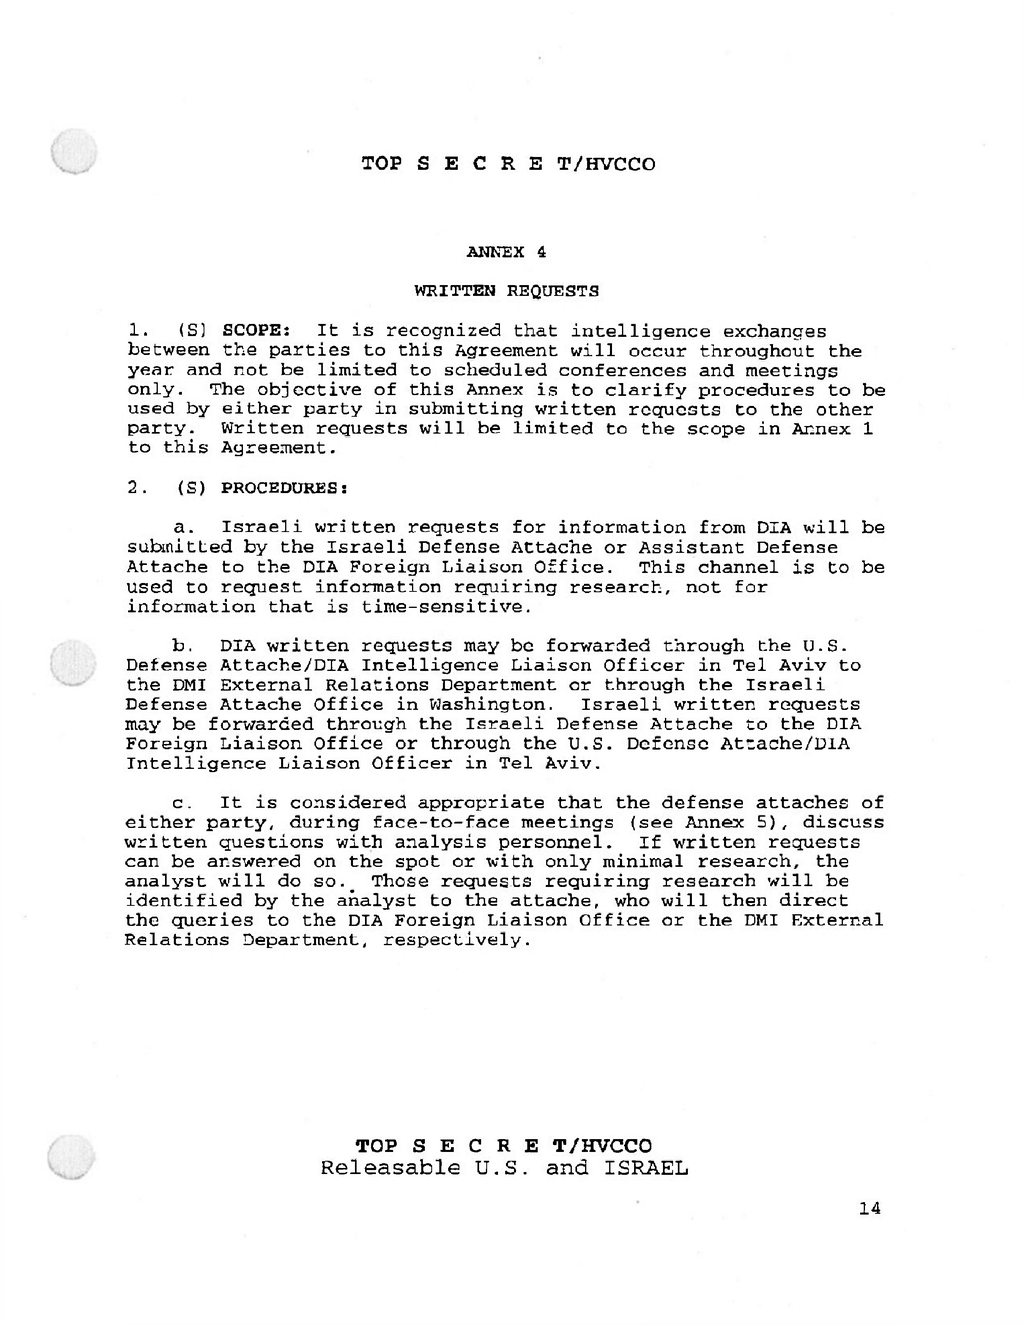 TOP S E C R E T/HVCCO
ANNEX 4
WRITTEN REQUESTS
1. (S) SCOPE: It is recognized that intelligence exchanges
between the parties to this Agreement will occur throughout the
year and not be limited to scheduled conferences and meetings
only. The objective of this Annex is to clarify procedures to be
used by either party in submitting written requests to the other
party. Written requests will be limited to the scope in Annex 1
to this Agreement.
2. (S) PROCEDURES:
a. Israeli written requests for information from DIA will be
submitted by the Israeli Defense Attache or Assistant Defense
Attache to the DIA Foreign Liaison Office. This channel is to be
used to request information requiring research, not for
information that is time-sensitive.
b. DIA written requests may be forwarded through the U.S.
Defense Attache/DIA Intelligence Liaison Officer in Tel Aviv to
the DMI External Relations Department or through the Israeli
Defense Attache Office in Washington. Israeli written requests
may be forwarded through the Israeli Defense Attache to the DIA
Foreign Liaison Office or through the U.S. Defense Attache/DIA
Intelligence Liaison Officer in Tel Aviv.
c. It is considered appropriate that the defense attaches of
either party, during face-to-face meetings (see Annex 5), discuss
written questions with analysis personnel. If written requests
can be answered on the spot or with only minimal research, the
analyst will do so. Those requests requiring research will be
identified by the analyst to the attache, who will then direct
the queries to the DIA Foreign Liaison Office or the DMI External
Relations Department, respectively.
TOP S E C R E T/HVCCO
Releasable U.S. and ISRAEL
14